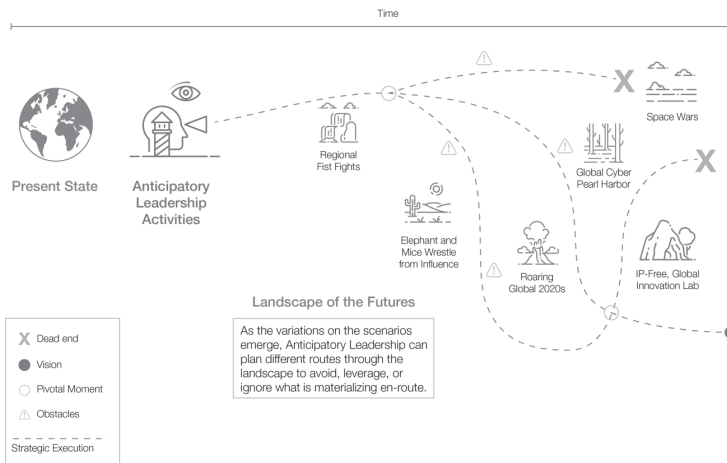 Time
Present State
Anticipatory
Leadership
Activities
Regional
Fist Fights
Space Wars
Global Cyber
Pearl Harbor
Elephant and
Mice Wrestle
from Influence
Roaring
Global 2020s
IP-Free, Global
Innovation Lab
Landscape of the Futures
As the variations on the scenarios
emerge, Anticipatory Leadership can
plan different routes through the
landscape to avoid, leverage, or
ignore what is materializing en-route.
X Dead end
Vision
Pivotal Moment
Obstacles
Strategic Execution
X
X